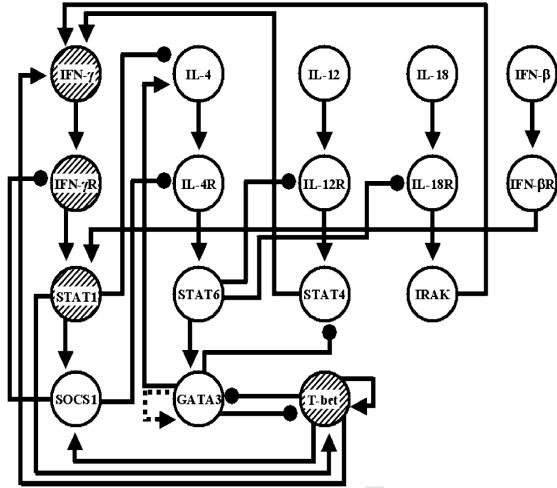 IFN-γ IL-4 IL-12 IL-18 IFN-β
IFN-γR IL-4R IL-12R IL-18R IFN-βR
STAT1 STAT6 STAT4 IRAK
SOCS1 GATA3 T-bet